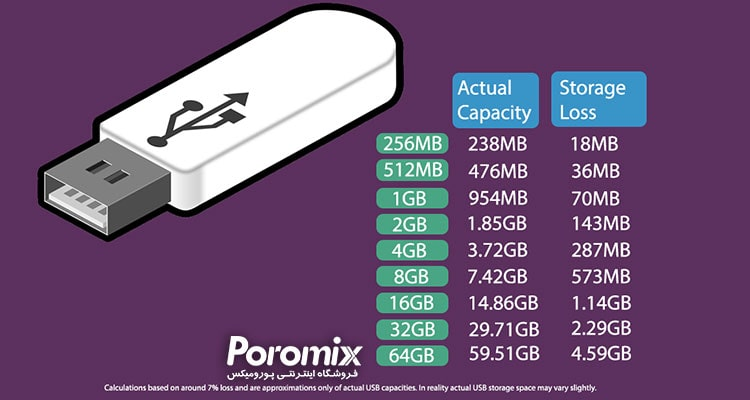 Actual Capacity	Storage Loss
256MB	238MB	18MB
512MB	476MB	36MB
1GB	954MB	70MB
2GB	1.85GB	143MB
4GB	3.72GB	287MB
8GB	7.42GB	573MB
16GB	14.86GB	1.14GB
32GB	29.71GB	2.29GB
64GB	59.51GB	4.59GB
Poromix
فروشگاه اینترنتی پورومیکس
Calculations based on around 7% loss and are approximations only of actual USB capacities. In reality actual USB storage space may vary slightly.